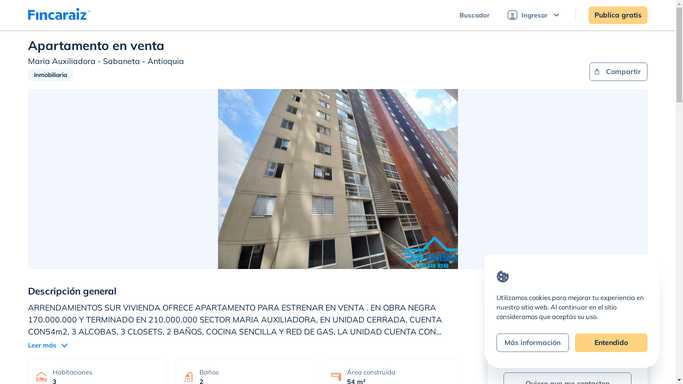 Fincaraiz
Buscador
Ingresar
Publica gratis
Apartamento en venta
Maria Auxiliadora - Sabaneta - Antioquia
Inmobiliaria
Compartir
Descripción general
ARRENDAMIENTOS SUR VIVIENDA OFRECE APARTAMENTO PARA ESTRENAR EN VENTA . EN OBRA NEGRA
170.000.000 Y TERMINADO EN 210.000.000 SECTOR MARIA AUXILIADORA, EN UNIDAD CERRADA, CUENTA
CON54m2, 3 ALCOBAS, 3 CLOSETS, 2 BAÑOS, COCINA SENCILLA Y RED DE GAS, LA UNIDAD CUENTA CON...
Leer más
Habitaciones
3
Baños
2
Área construida
54 m²
Utilizamos cookies para mejorar tu experiencia en
nuestro sitio web. Al continuar en el sitio
consideramos que aceptas su uso.
Más información
Entendido
Quiero que me contacten